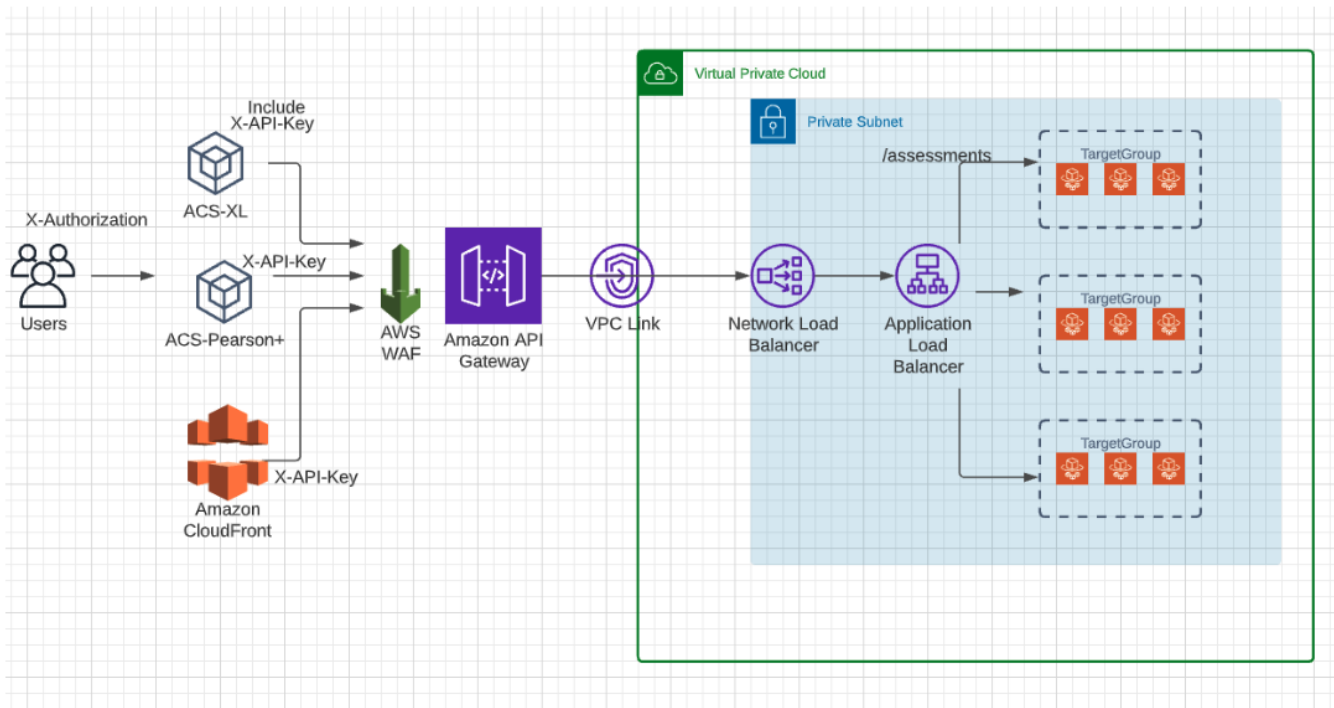 Virtual Private Cloud
Include
X-API-Key
Private Subnet
/assessments
TargetGroup
ACS-XL
X-Authorization
X-API-Key
Users
ACS-Pearson+
AWS
WAF
Amazon API
Gateway
VPC Link
Network Load
Balancer
Application
Load
Balancer
TargetGroup
TargetGroup
X-API-Key
Amazon
CloudFront